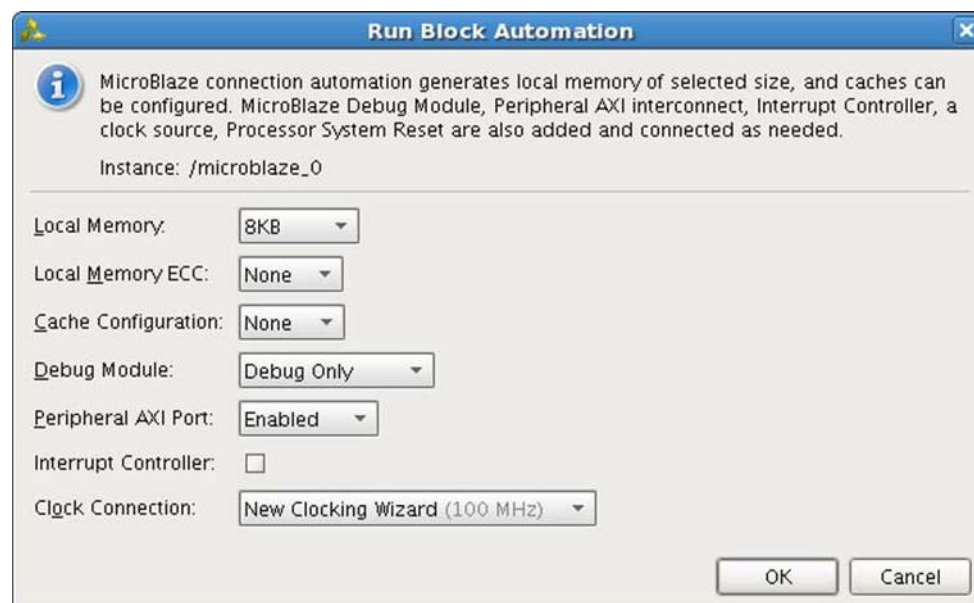 Run Block Automation
MicroBlaze connection automation generates local memory of selected size, and caches can
be configured. MicroBlaze Debug Module, Peripheral AXI interconnect, Interrupt Controller, a
clock source, Processor System Reset are also added and connected as needed.
Instance: /microblaze_0
Local Memory: 8KB
Local Memory ECC: None
Cache Configuration: None
Debug Module: Debug Only
Peripheral AXI Port: Enabled
Interrupt Controller:
Clock Connection: New Clocking Wizard (100 MHz)
OK Cancel